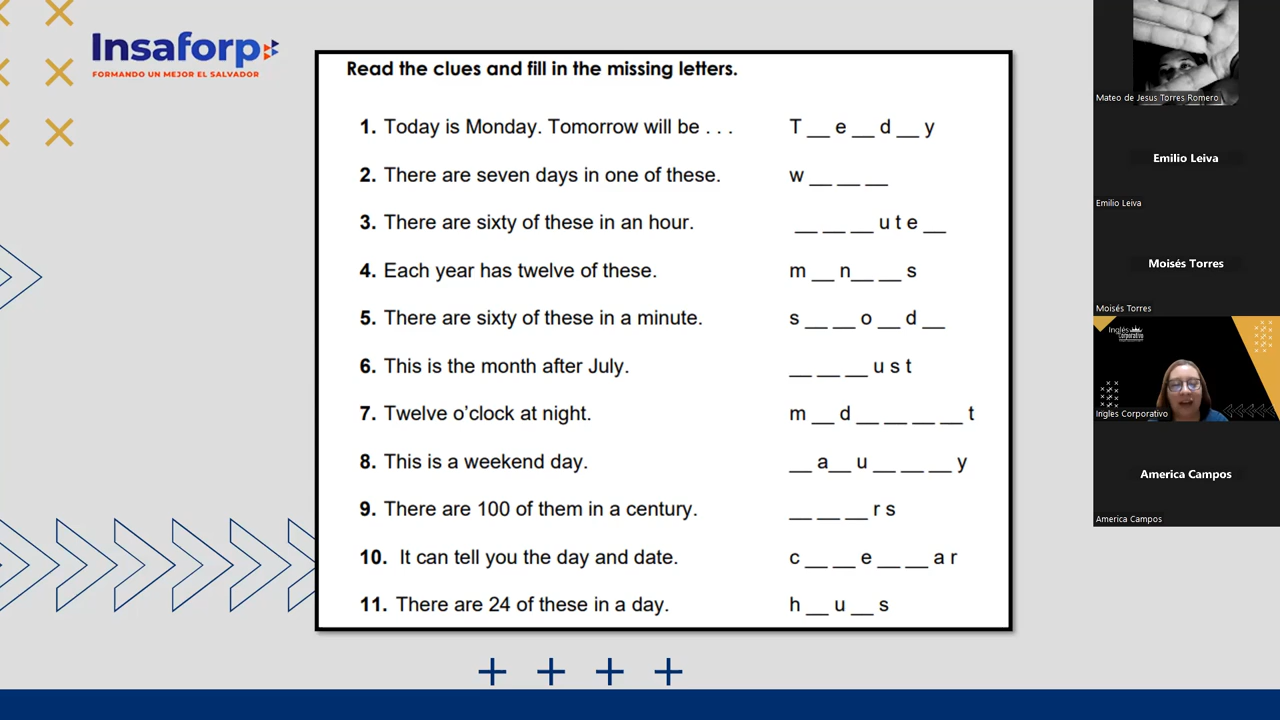 Insaforp
FORMANDO UN MEJOR EL SALVADOR
Read the clues and fill in the missing letters.
1. Today is Monday. Tomorrow will be . . . T __ e __ d __ y
2. There are seven days in one of these. w __ __ __
3. There are sixty of these in an hour. __ __ __ u t e __
4. Each year has twelve of these. m __ n__ __ s
5. There are sixty of these in a minute. s __ __ o __ d __
6. This is the month after July. __ __ __ u s t
7. Twelve o’clock at night. m __ d __ __ __ __ t
8. This is a weekend day. __ a__ u __ __ __ y
9. There are 100 of them in a century. __ __ __ r s
10. It can tell you the day and date. c __ __ e __ __ a r
11. There are 24 of these in a day. h __ u __ s
Mateo de Jesus Torres Romero
Emilio Leiva
Emilio Leiva
Moisés Torres
Moisés Torres
Inglés
Corporativo
Ingles Corporativo
America Campos
America Campos